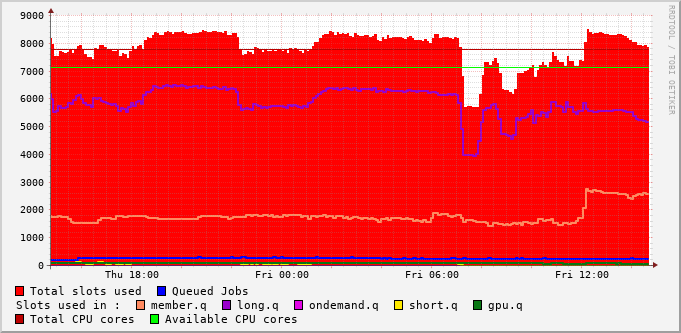 9000
8000
7000
6000
5000
4000
3000
2000
1000
0
Thu 18:00 Fri 00:00 Fri 06:00 Fri 12:00
RRDTOOL / TOBI OETIKER
Total slots used Queued Jobs
Slots used in : member.q long.q ondemand.q short.q gpu.q
Total CPU cores Available CPU cores